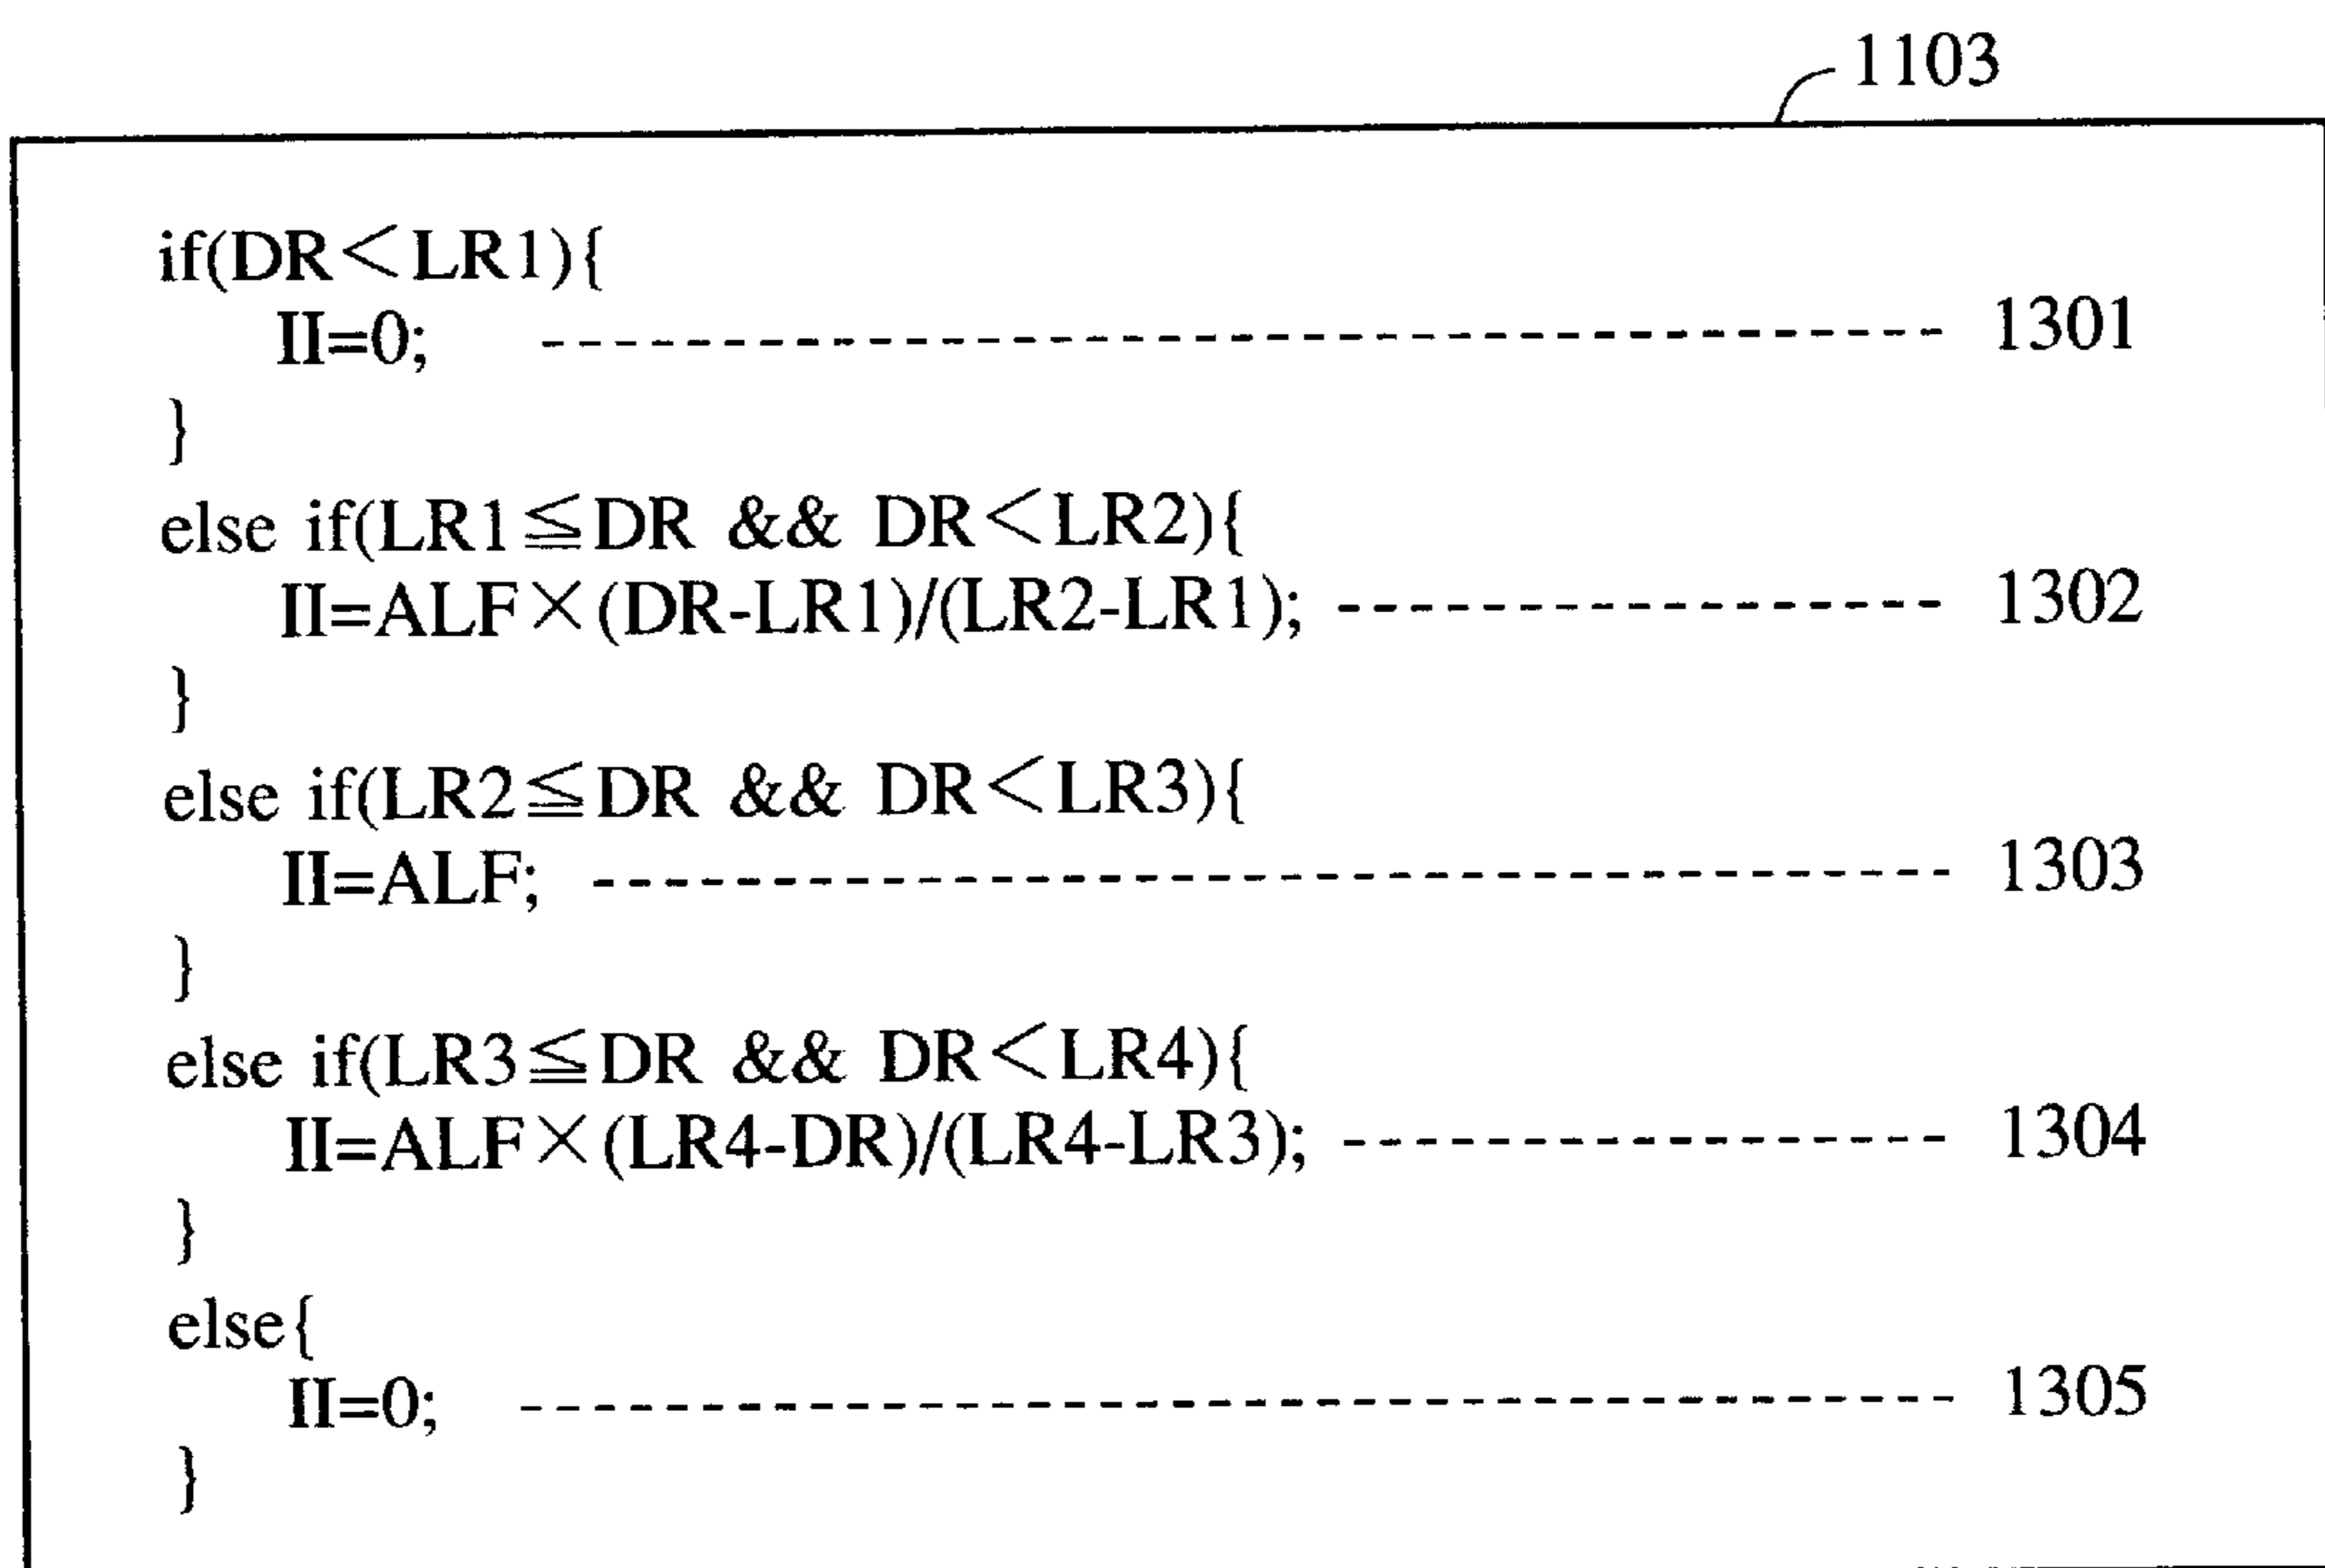 1103
if(DR<LR1){
II=0; ------------------------------------ 1301
}
else if(LR1≦DR && DR<LR2){
II=ALF×(DR-LR1)/(LR2-LR1); ----------------- 1302
}
else if(LR2≦DR && DR<LR3){
II=ALF; -------------------------------------- 1303
}
else if(LR3≦DR && DR<LR4){
II=ALF×(LR4-DR)/(LR4-LR3); ----------------- 1304
}
else{
II=0; ---------------------------------------- 1305
}